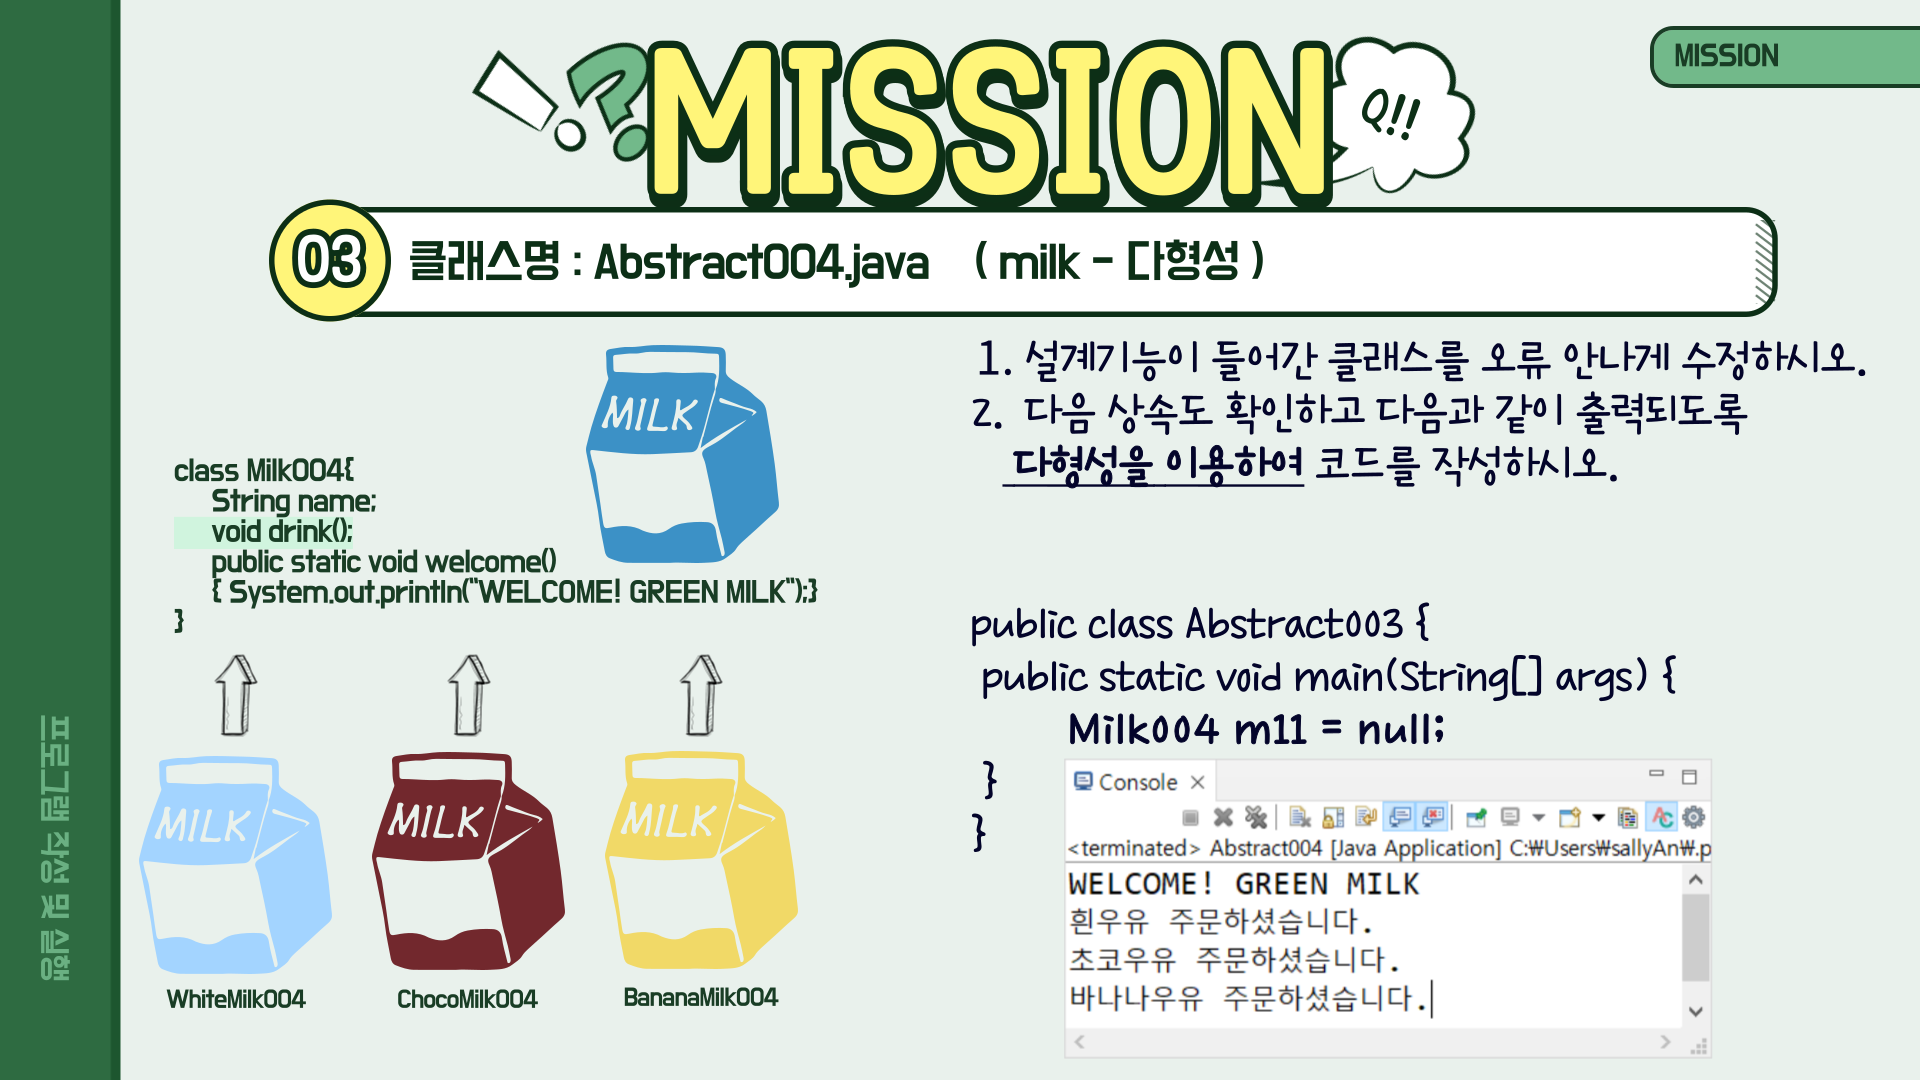 MISSION
!?MISSION
Q!!
03 클래스명 : Abstract004.java ( milk - 다형성 )
1. 설계기능이 들어간 클래스를 오류 안나게 수정하시오.
2. 다음 상속도 확인하고 다음과 같이 출력되도록
다형성을 이용하여 코드를 작성하시오.
MILK
class Milk004{
String name;
void drink();
public static void welcome()
{ System.out.println("WELCOME! GREEN MILK");}
}
MILK
MILK
MILK
WhiteMilk004
ChocoMilk004
BananaMilk004
public class Abstract003 {
public static void main(String[] args) {
Milk004 m11 = null;
}
}
Console
<terminated> Abstract004 [Java Application] C:₩Users₩sallyAn₩.p
WELCOME! GREEN MILK
흰우유 주문하셨습니다.
초코우유 주문하셨습니다.
바나나우유 주문하셨습니다.
프로그램 작성 및 실행